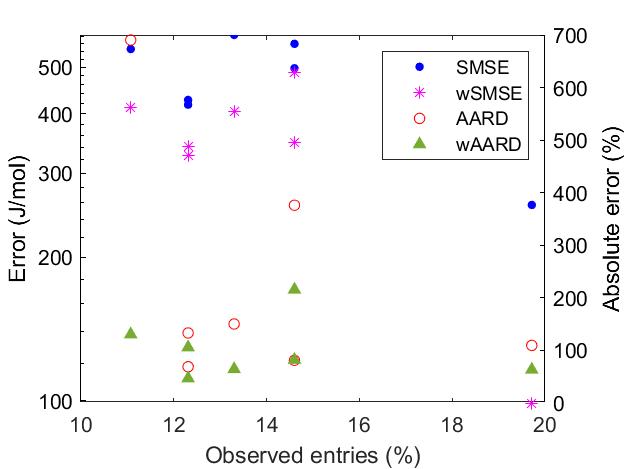 SMSE
wSMSE
AARD
wAARD
Error (J/mol)
500
400
300
200
100
Absolute error (%)
700
600
500
400
300
200
100
0
10 12 14 16 18 20
Observed entries (%)